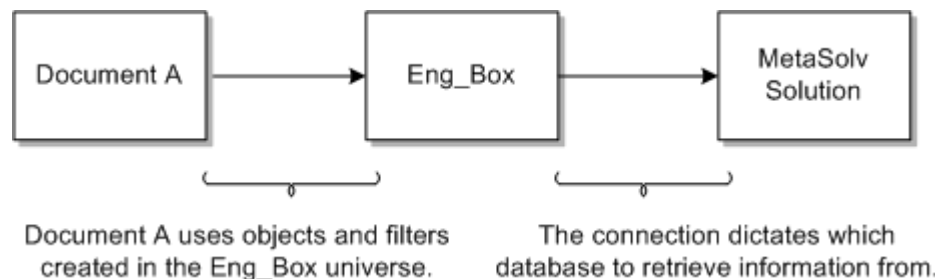 Document A
Eng_Box
MetaSolv
Solution
Document A uses objects and filters
created in the Eng_Box universe.
The connection dictates which
database to retrieve information from.